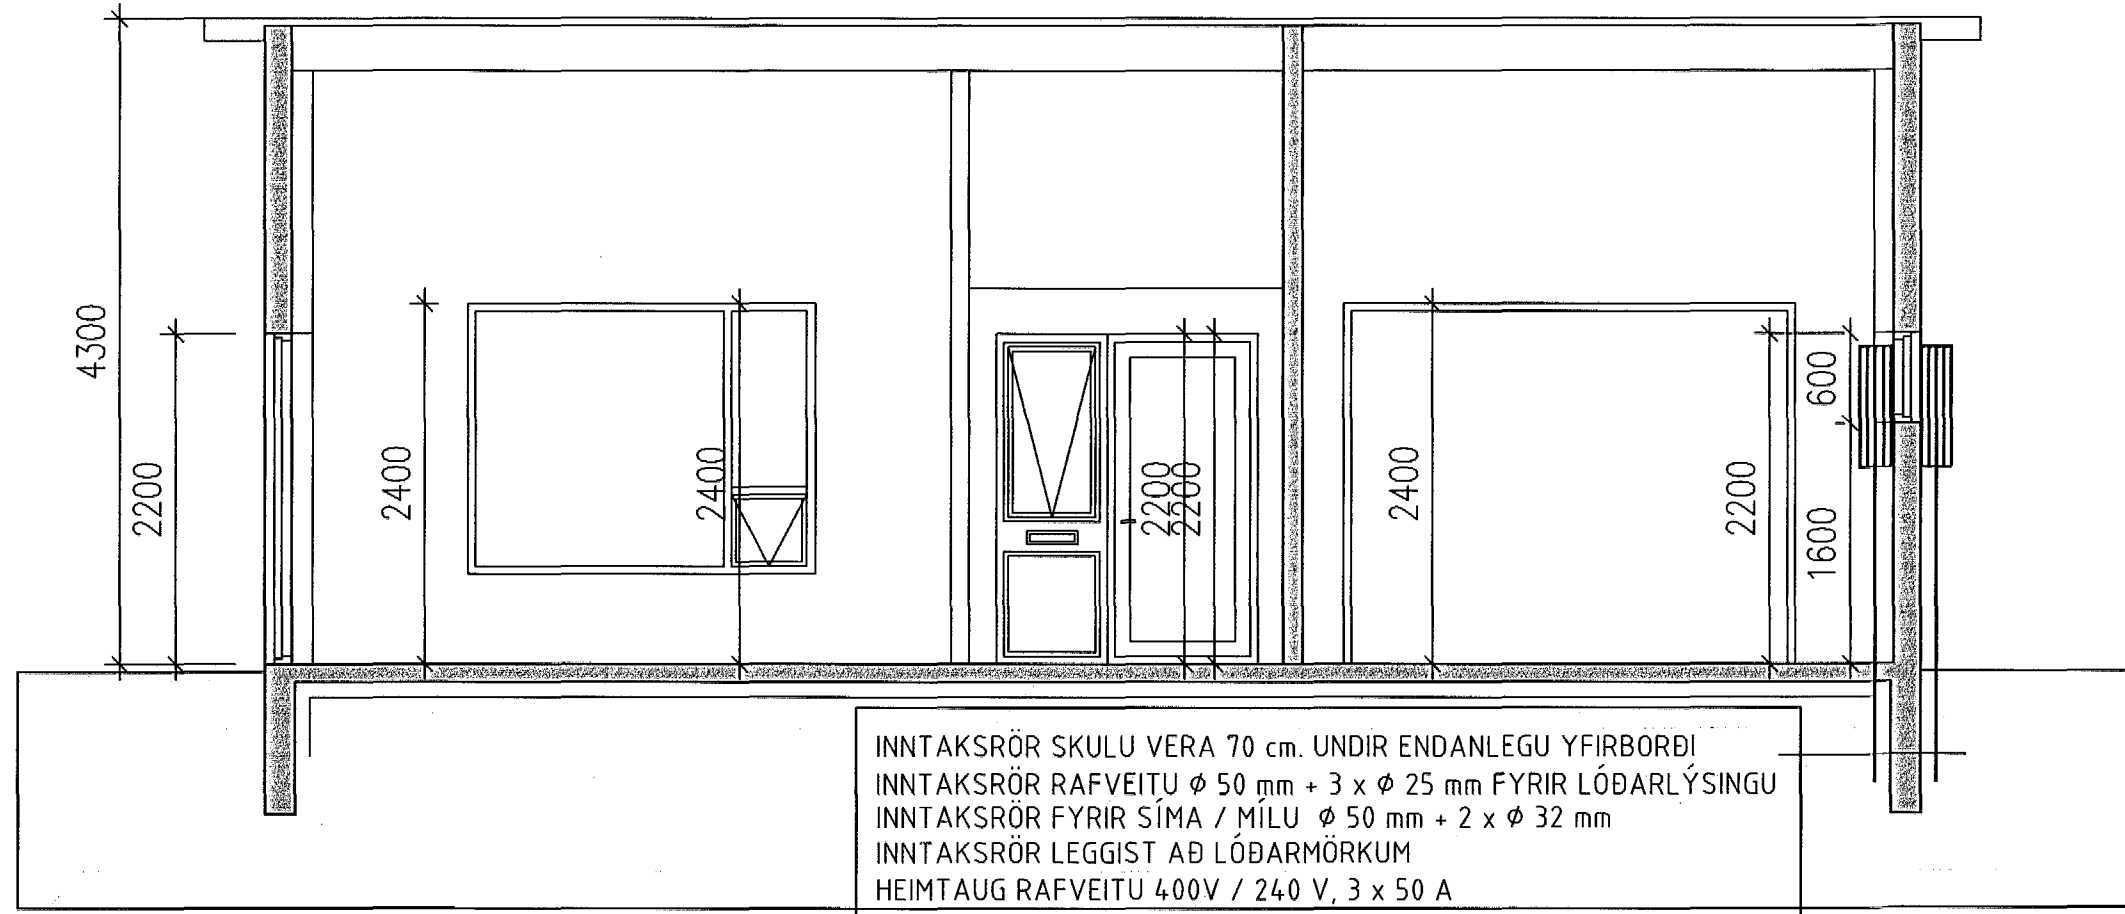 4300
2200
2400
2400
2200
2200
2400
2200
600
1600
INNTAKSRÖR SKULU VERA 70 cm. UNDIR ENDANLEGU YFIRBORÐI
INNTAKSRÖR RAFVEITU ϕ 50 mm + 3 x ϕ 25 mm FYRIR LÓÐARLÝSINGU
INNTAKSRÖR FYRIR SÍMA / MÍLU ϕ 50 mm + 2 x ϕ 32 mm
INNTAKSRÖR LEGGIST AÐ LÓÐARMÖRKUM
HEIMTAUG RAFVEITU 400V / 240 V, 3 x 50 A